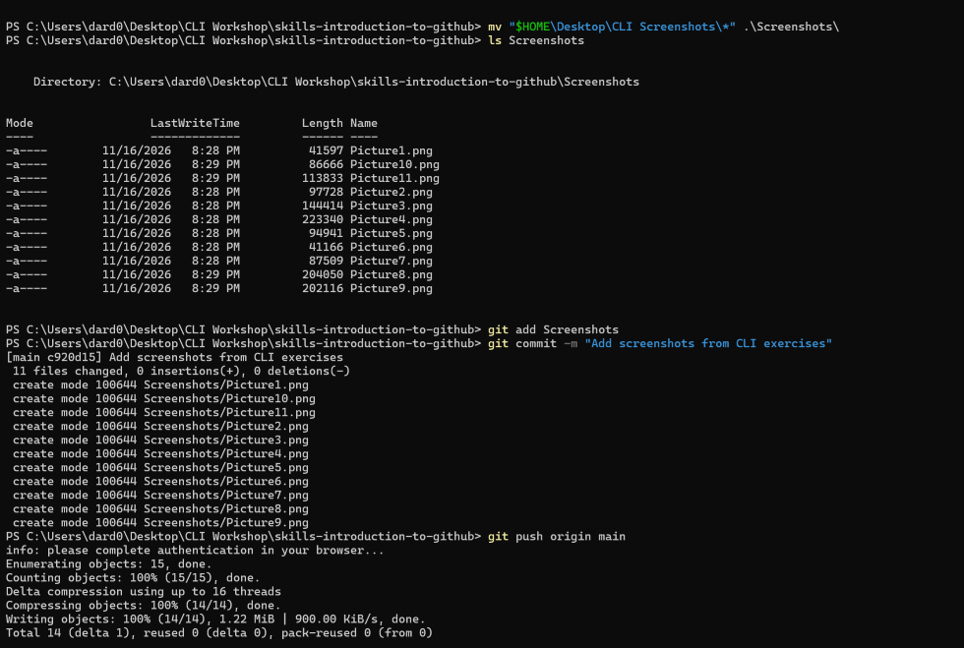 PS C:\Users\dard0\Desktop\CLI Workshop\skills-introduction-to-github> mv "$HOME\Desktop\CLI Screenshots\*" .\Screenshots\
PS C:\Users\dard0\Desktop\CLI Workshop\skills-introduction-to-github> ls Screenshots
Directory: C:\Users\dard0\Desktop\CLI Workshop\skills-introduction-to-github\Screenshots
Mode LastWriteTime Length Name
---- ------------- ------ ----
-a---- 11/16/2026 8:28 PM 41597 Picture1.png
-a---- 11/16/2026 8:29 PM 86666 Picture10.png
-a---- 11/16/2026 8:29 PM 113833 Picture11.png
-a---- 11/16/2026 8:28 PM 97728 Picture2.png
-a---- 11/16/2026 8:28 PM 144414 Picture3.png
-a---- 11/16/2026 8:28 PM 223340 Picture4.png
-a---- 11/16/2026 8:28 PM 94941 Picture5.png
-a---- 11/16/2026 8:28 PM 41166 Picture6.png
-a---- 11/16/2026 8:28 PM 87509 Picture7.png
-a---- 11/16/2026 8:29 PM 204050 Picture8.png
-a---- 11/16/2026 8:29 PM 202116 Picture9.png
PS C:\Users\dard0\Desktop\CLI Workshop\skills-introduction-to-github> git add Screenshots
PS C:\Users\dard0\Desktop\CLI Workshop\skills-introduction-to-github> git commit -m "Add screenshots from CLI exercises"
[main c920d15] Add screenshots from CLI exercises
11 files changed, 0 insertions(+), 0 deletions(-)
create mode 100644 Screenshots/Picture1.png
create mode 100644 Screenshots/Picture10.png
create mode 100644 Screenshots/Picture11.png
create mode 100644 Screenshots/Picture2.png
create mode 100644 Screenshots/Picture3.png
create mode 100644 Screenshots/Picture4.png
create mode 100644 Screenshots/Picture5.png
create mode 100644 Screenshots/Picture6.png
create mode 100644 Screenshots/Picture7.png
create mode 100644 Screenshots/Picture8.png
create mode 100644 Screenshots/Picture9.png
PS C:\Users\dard0\Desktop\CLI Workshop\skills-introduction-to-github> git push origin main
info: please complete authentication in your browser...
Enumerating objects: 15, done.
Counting objects: 100% (15/15), done.
Delta compression using up to 16 threads
Compressing objects: 100% (14/14), done.
Writing objects: 100% (14/14), 1.22 MiB | 900.00 KiB/s, done.
Total 14 (delta 1), reused 0 (delta 0), pack-reused 0 (from 0)